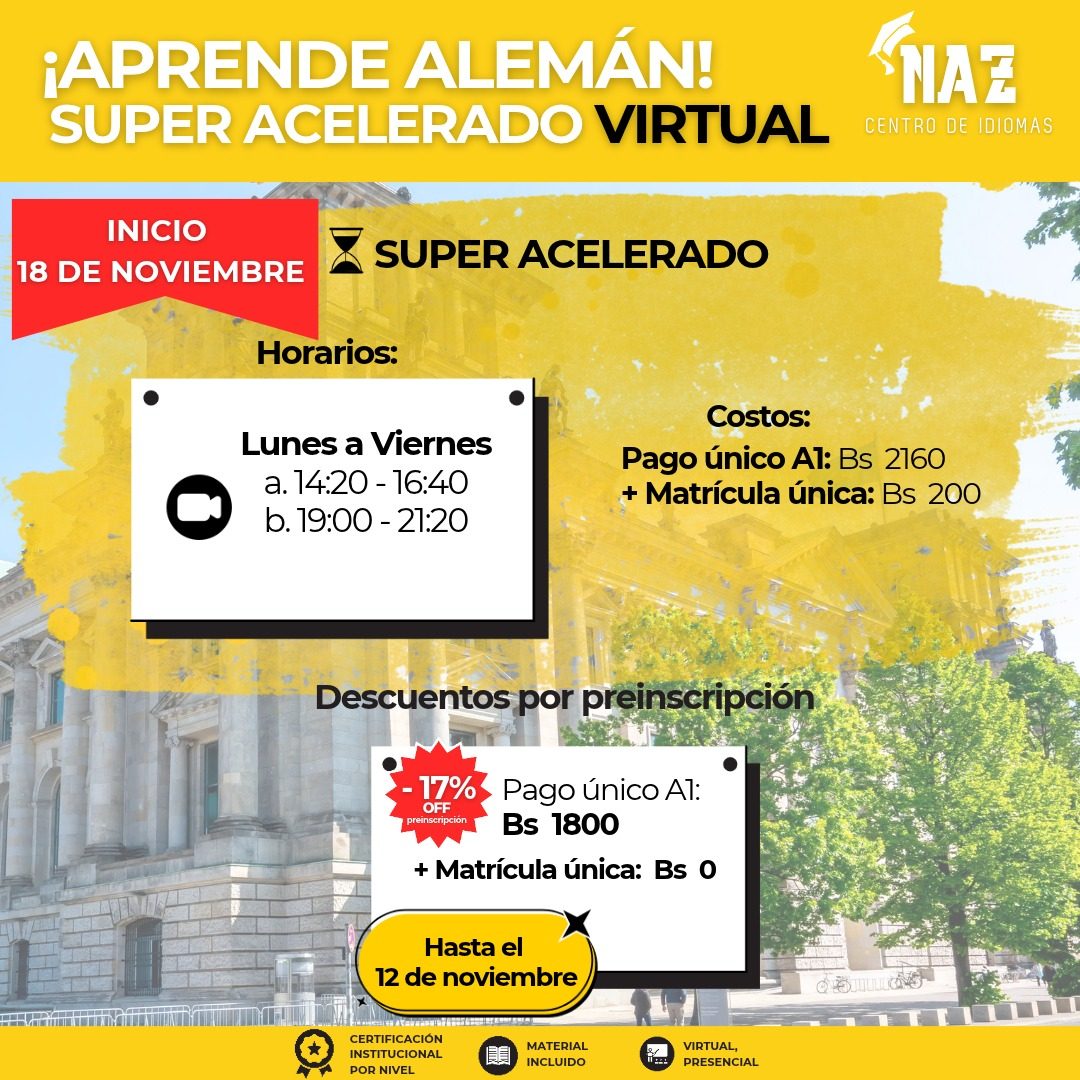 ¡APRENDE ALEMÁN!
SUPER ACELERADO VIRTUAL
NAZ
CENTRO DE IDIOMAS
INICIO
18 DE NOVIEMBRE
SUPER ACELERADO
Horarios:
Lunes a Viernes
a. 14:20 - 16:40
b. 19:00 - 21:20
Costos:
Pago único A1: Bs 2160
+ Matrícula única: Bs 200
Descuentos por preinscripción
- 17%
OFF
preinscripción
Pago único A1:
Bs 1800
+ Matrícula única: Bs 0
Hasta el
12 de noviembre
CERTIFICACIÓN
INSTITUCIONAL
POR NIVEL
MATERIAL
INCLUIDO
VIRTUAL,
PRESENCIAL